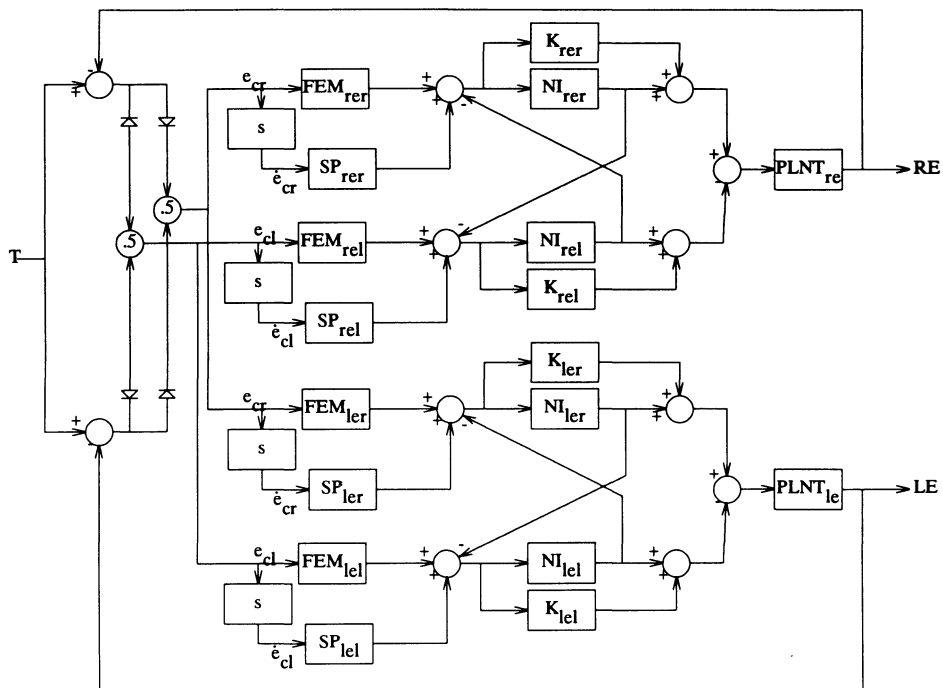 K_rer
-
+
e_cr FEM_rer + NI_rer +
+ -
s
+
ė_cr SP_rer
PLNT_re RE
-
.5
.5
e_cl FEM_rel + - NI_rel +
T
+ +
s K_rel
ė_cl SP_rel
K_ler
+
e_cr FEM_ler + NI_ler +
+ + -
-
s
+
ė_cr SP_ler
PLNT_le LE
-
e_cl FEM_lel + - NI_lel +
+ +
s K_lel
ė_cl SP_lel